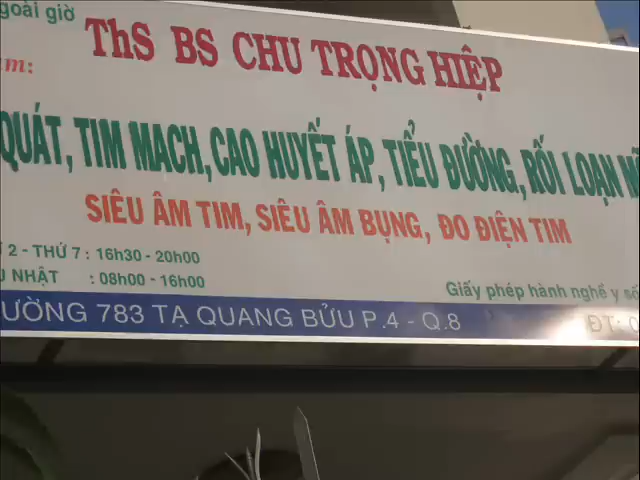 ngoài giờ
ThS BS CHU TRỌNG HIỆP
QUÁT, TIM MẠCH, CAO HUYẾT ÁP, TIỂU ĐƯỜNG, RỐI LOẠN
SIÊU ÂM TIM, SIÊU ÂM BỤNG, ĐO ĐIỆN TIM
2 - THỨ 7 : 16h30 - 20h00
NHẬT : 08h00 - 16h00
Giấy phép hành nghề y số
ƯỜNG 783 TẠ QUANG BỬU P.4 - Q.8
ĐT: